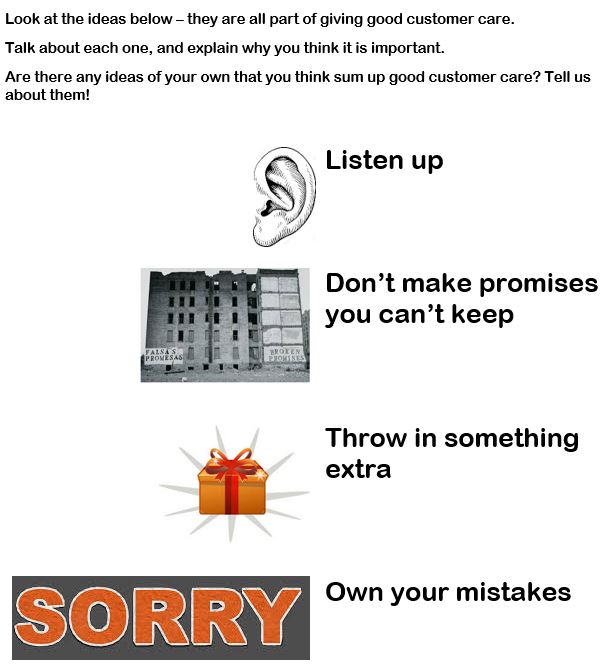 Look at the ideas below – they are all part of giving good customer care.
Talk about each one, and explain why you think it is important.
Are there any ideas of your own that you think sum up good customer care? Tell us
about them!
Listen up
Don’t make promises
you can’t keep
FALSAS
PROMESAS
BROKEN
PROMISES
Throw in something
extra
SORRY
Own your mistakes